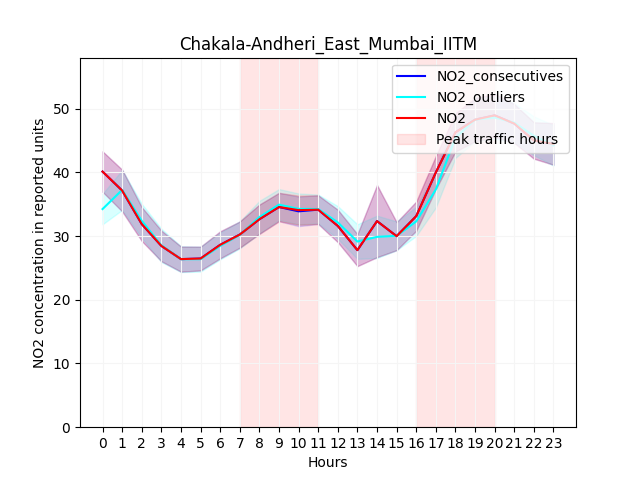 Chakala-Andheri_East_Mumbai_IITM
NO2_consecutives
NO2_outliers
NO2
Peak traffic hours
NO2 concentration in reported units
50
40
30
20
10
0
0 1 2 3 4 5 6 7 8 9 10 11 12 13 14 15 16 17 18 19 20 21 22 23
Hours